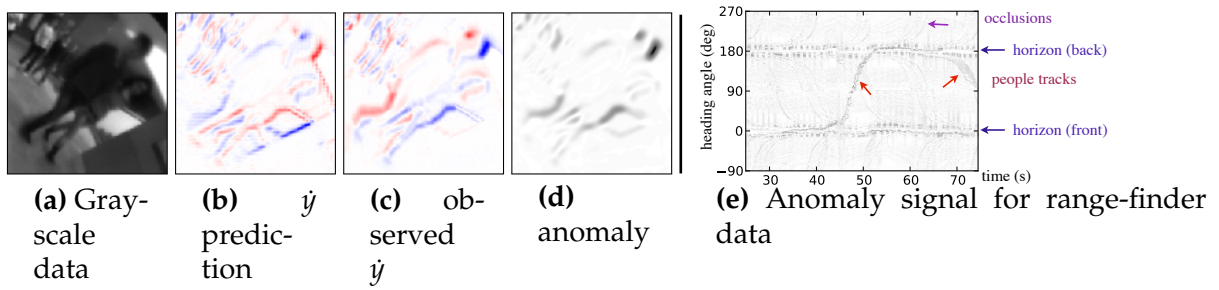 270
180
90
0
−90
heading angle (deg)
30 40 50 60 70
time (s)
occlusions
horizon (back)
people tracks
horizon (front)
(a) Gray-
scale
data
(b) ẏ
predic-
tion
(c) ob-
served
ẏ
(d)
anomaly
(e) Anomaly signal for range-finder
data